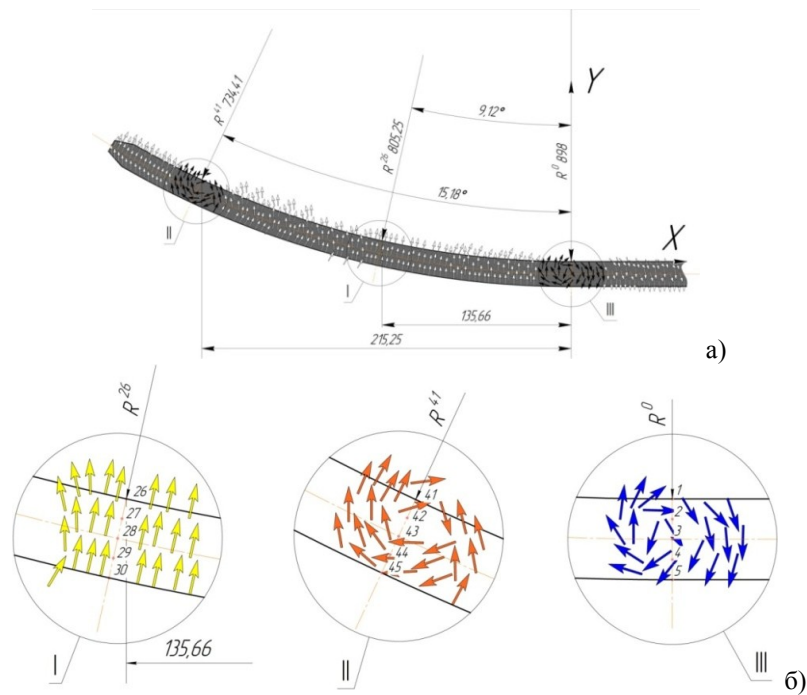 Y
R⁴¹ 734,41
9,12°
R²⁶ 805,25
R⁰ 898
15,18°
X
II
I
III
135,66
215,25
а)
R²⁶
R⁴¹
R⁰
26
27
28
29
30
41
42
43
44
45
1
2
3
4
5
135,66
I
II
III
б)